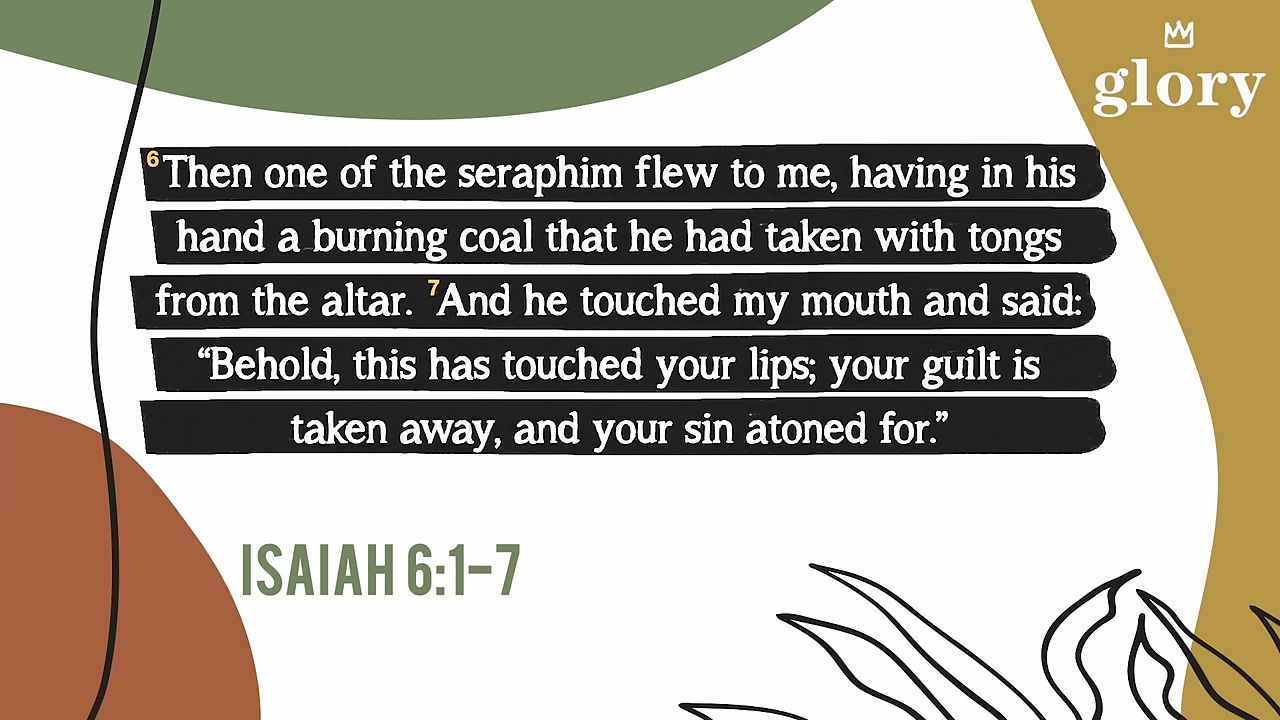 glory
⁶Then one of the seraphim flew to me, having in his
hand a burning coal that he had taken with tongs
from the altar. ⁷And he touched my mouth and said:
“Behold, this has touched your lips; your guilt is
taken away, and your sin atoned for.”
ISAIAH 6:1–7